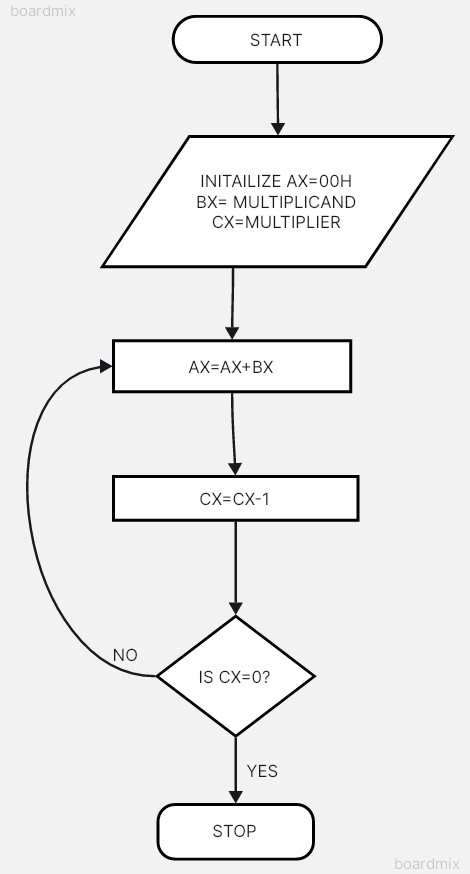 boardmix
START
INITAILIZE AX=00H
BX= MULTIPLICAND
CX=MULTIPLIER
AX=AX+BX
CX=CX-1
NO
IS CX=0?
YES
STOP
boardmix